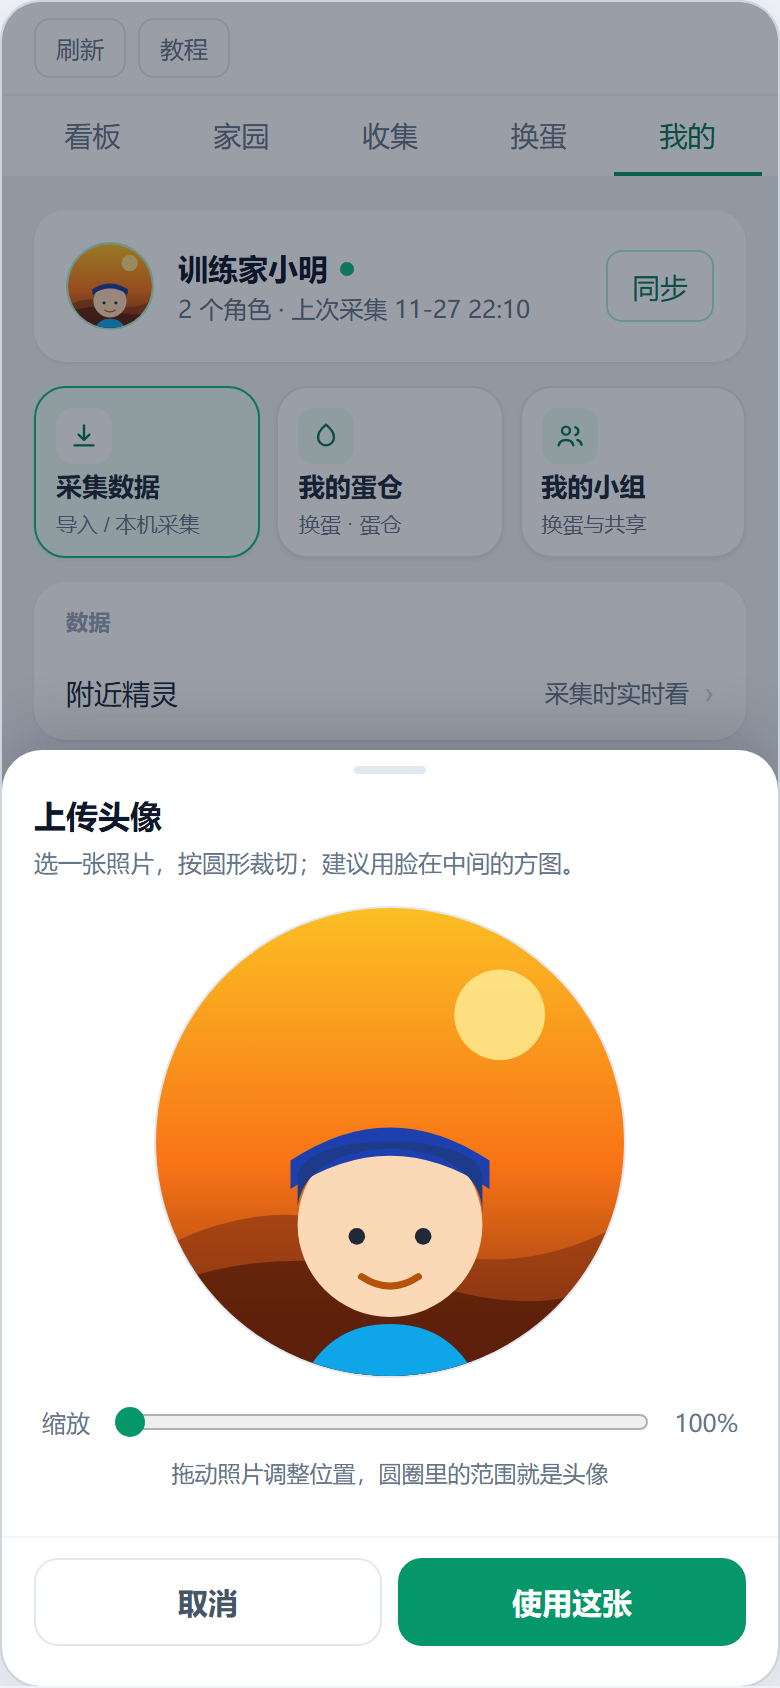 刷新 教程
看板 家园 收集 换蛋 我的
训练家小明
2 个角色 · 上次采集 11-27 22:10
同步
采集数据
导入 / 本机采集
我的蛋仓
换蛋 · 蛋仓
我的小组
换蛋与共享
数据
附近精灵 采集时实时看 ›
上传头像
选一张照片，按圆形裁切；建议用脸在中间的方图。
缩放 100%
拖动照片调整位置，圆圈里的范围就是头像
取消 使用这张